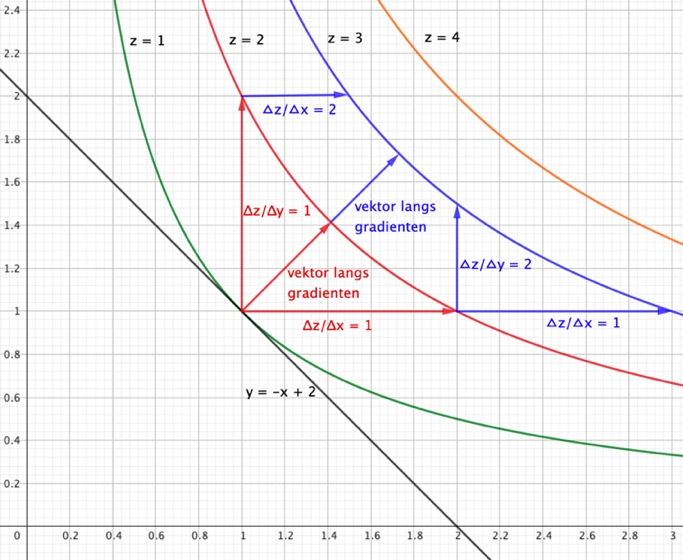 2.4
z = 1
z = 2
z = 3
z = 4
2.2
2
Δz/Δx = 2
1.8
1.6
Δz/Δy = 1
vektor langs
gradienten
1.4
1.2
vektor langs
gradienten
Δz/Δy = 2
1
Δz/Δx = 1
Δz/Δx = 1
0.8
0.6
y = −x + 2
0.4
0.2
0
0.2
0.4
0.6
0.8
1
1.2
1.4
1.6
1.8
2
2.2
2.4
2.6
2.8
3